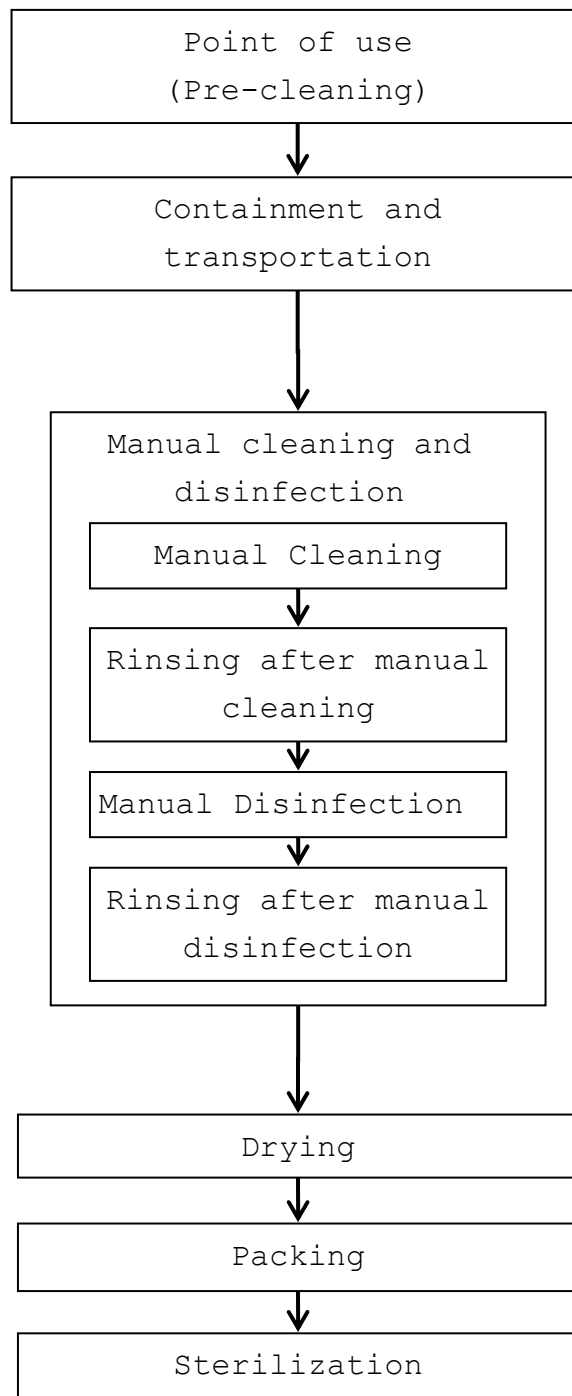 Point of use
(Pre-cleaning)
Containment and
transportation
Manual cleaning and
disinfection
Manual Cleaning
Rinsing after manual
cleaning
Manual Disinfection
Rinsing after manual
disinfection
Drying
Packing
Sterilization